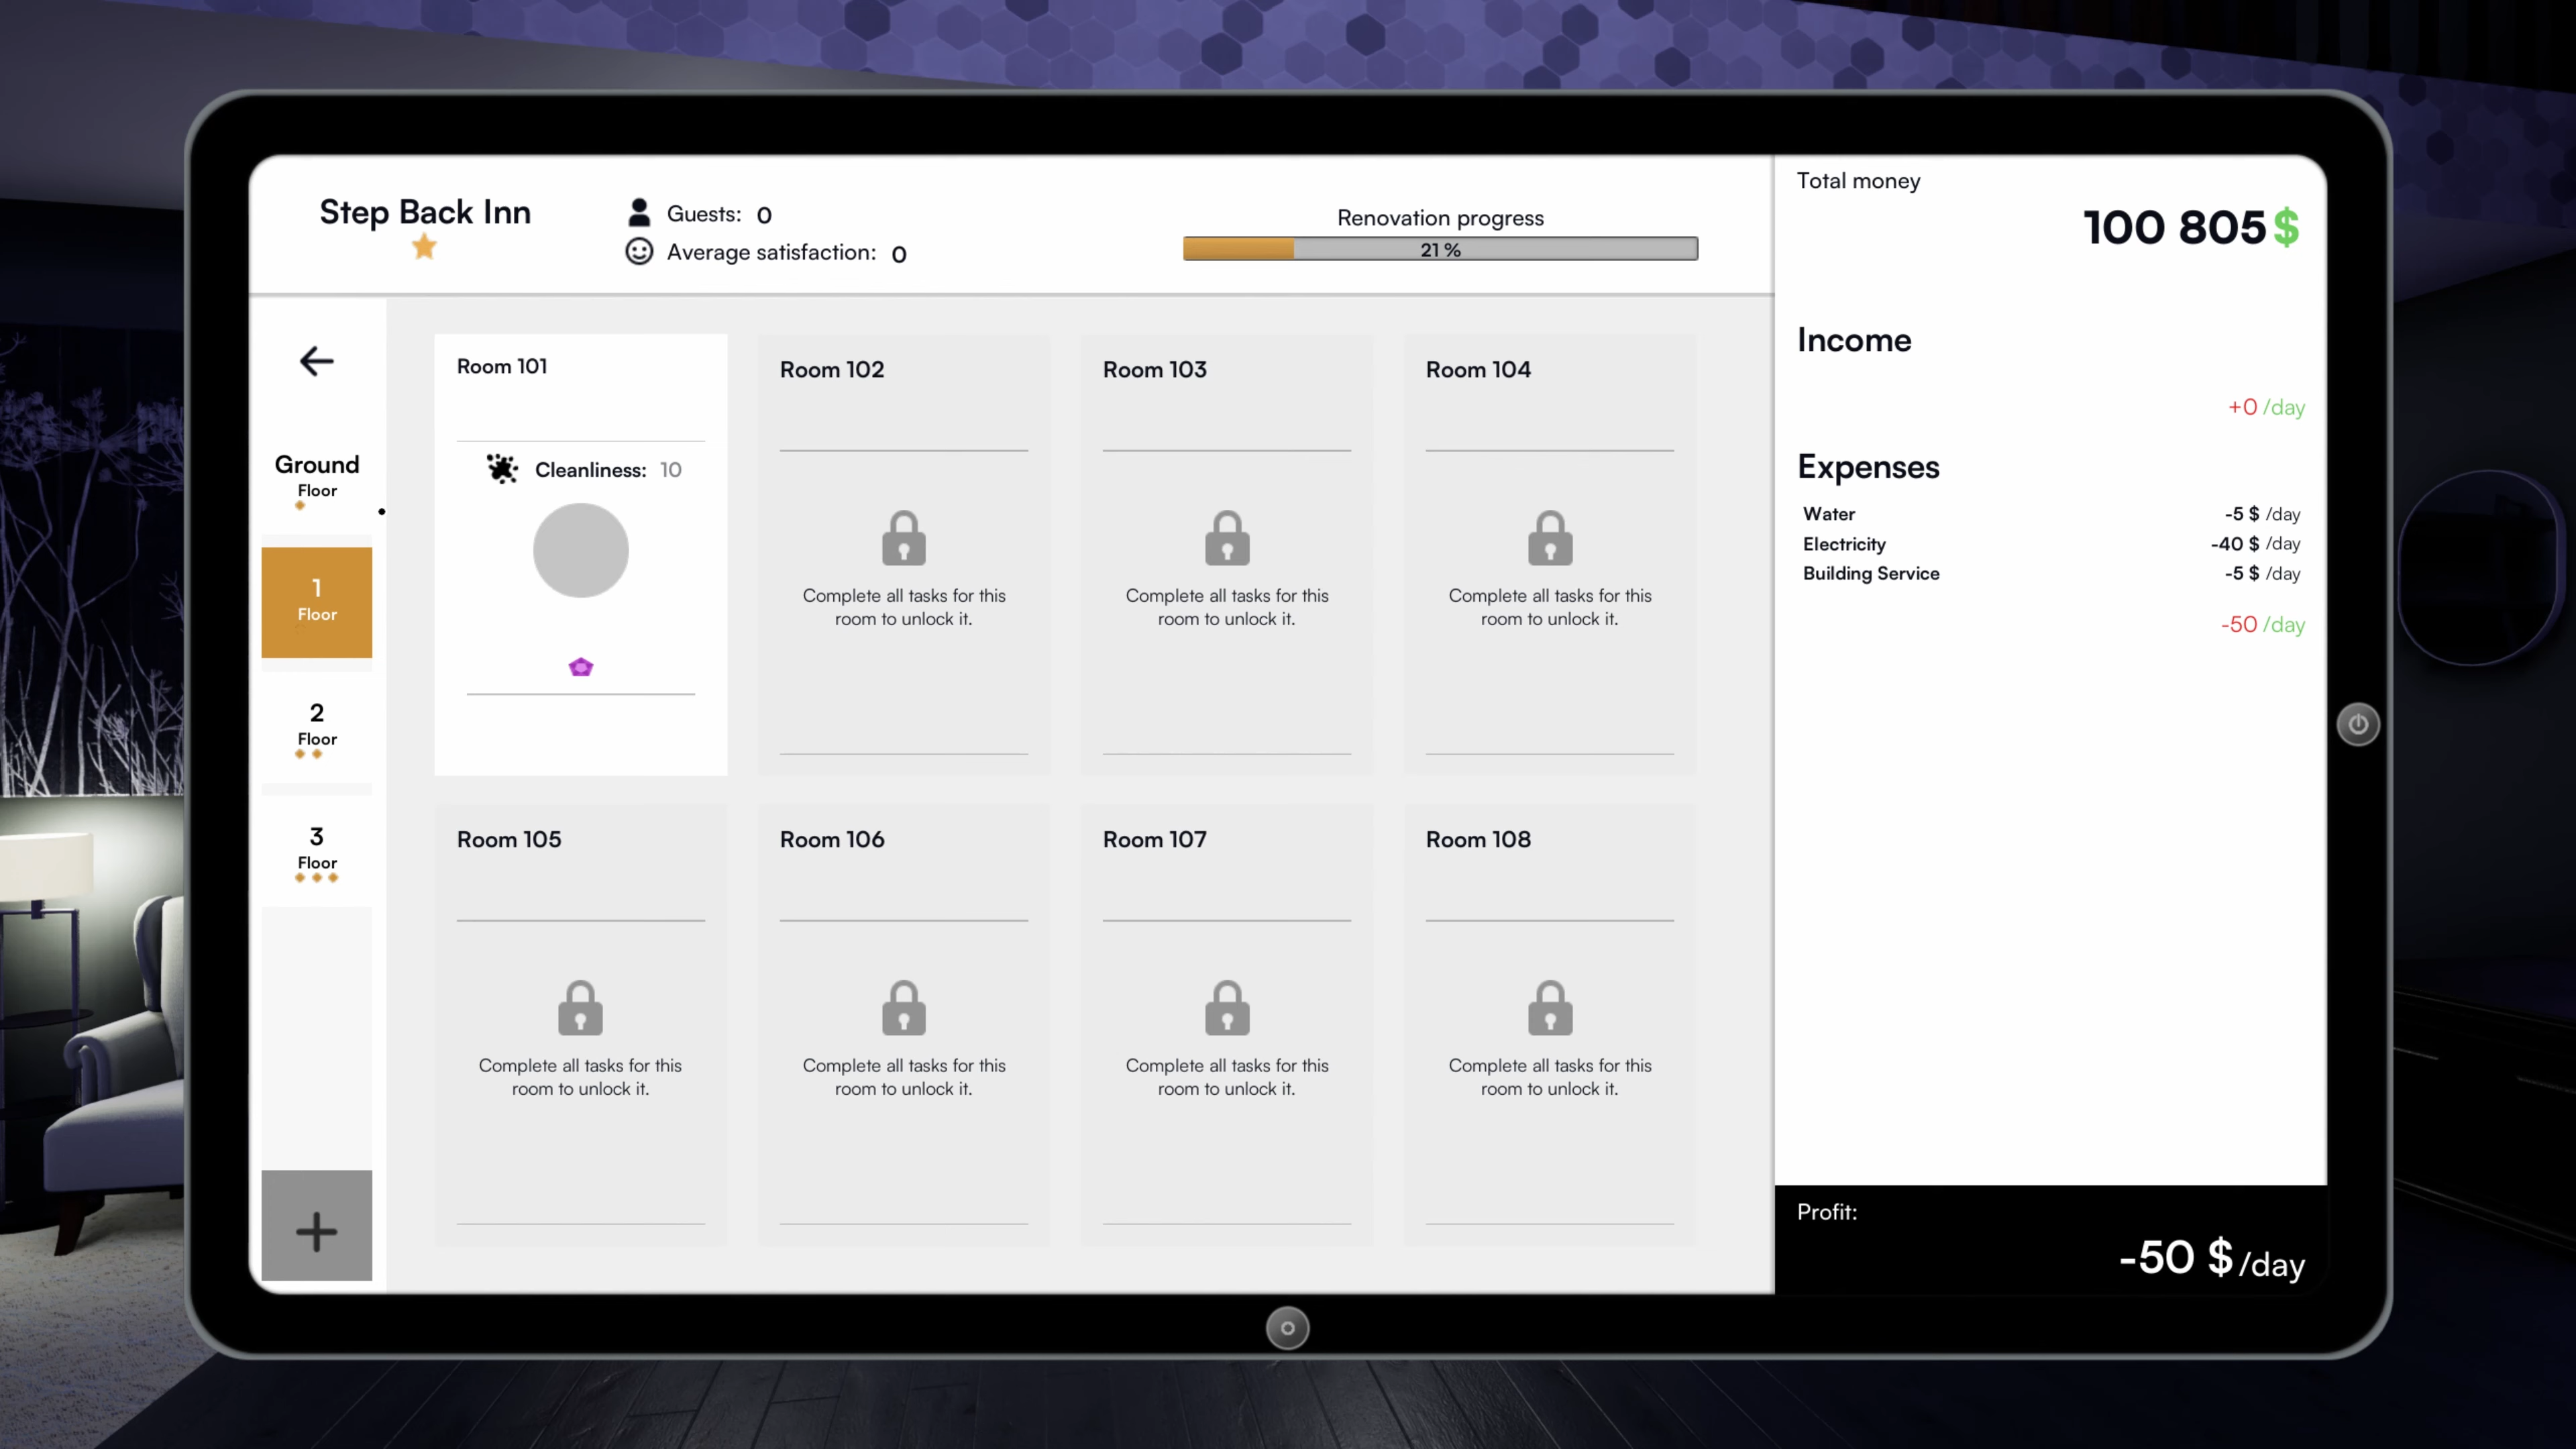 Step Back Inn
Guests: 0
Average satisfaction: 0
Renovation progress
21 %
Total money
100 805 $
Income
+0 /day
Expenses
Water -5 $ /day
Electricity -40 $ /day
Building Service -5 $ /day
-50 /day
Profit:
-50 $ /day
Ground
Floor
1
Floor
2
Floor
3
Floor
Room 101
Cleanliness: 10
Room 102
Complete all tasks for this
room to unlock it.
Room 103
Complete all tasks for this
room to unlock it.
Room 104
Complete all tasks for this
room to unlock it.
Room 105
Complete all tasks for this
room to unlock it.
Room 106
Complete all tasks for this
room to unlock it.
Room 107
Complete all tasks for this
room to unlock it.
Room 108
Complete all tasks for this
room to unlock it.